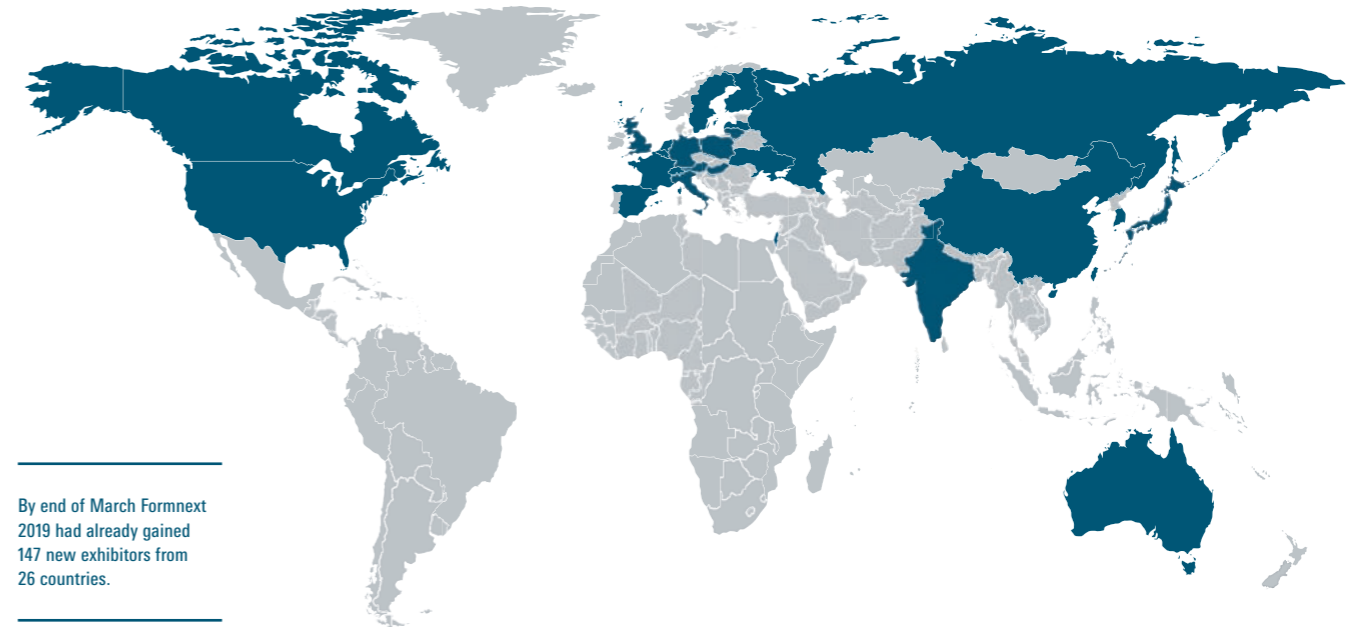 By end of March Formnext
2019 had already gained
147 new exhibitors from
26 countries.